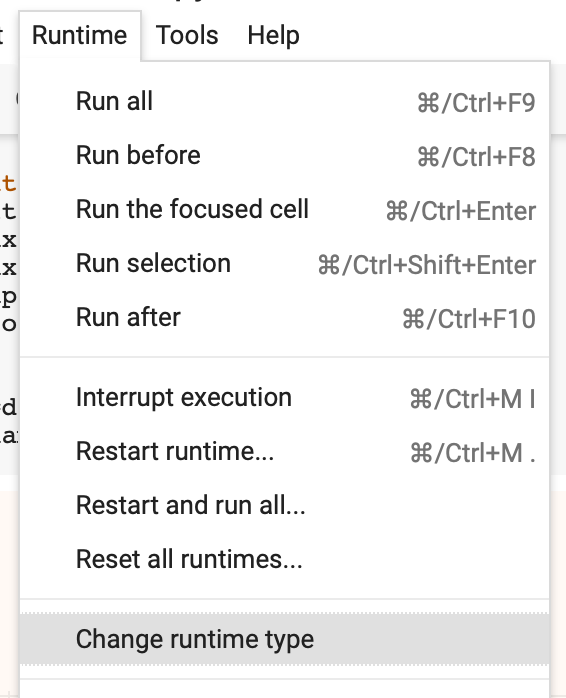 Runtime Tools Help
Run all ⌘/Ctrl+F9
Run before ⌘/Ctrl+F8
Run the focused cell ⌘/Ctrl+Enter
Run selection ⌘/Ctrl+Shift+Enter
Run after ⌘/Ctrl+F10
Interrupt execution ⌘/Ctrl+M I
Restart runtime... ⌘/Ctrl+M .
Restart and run all...
Reset all runtimes...
Change runtime type